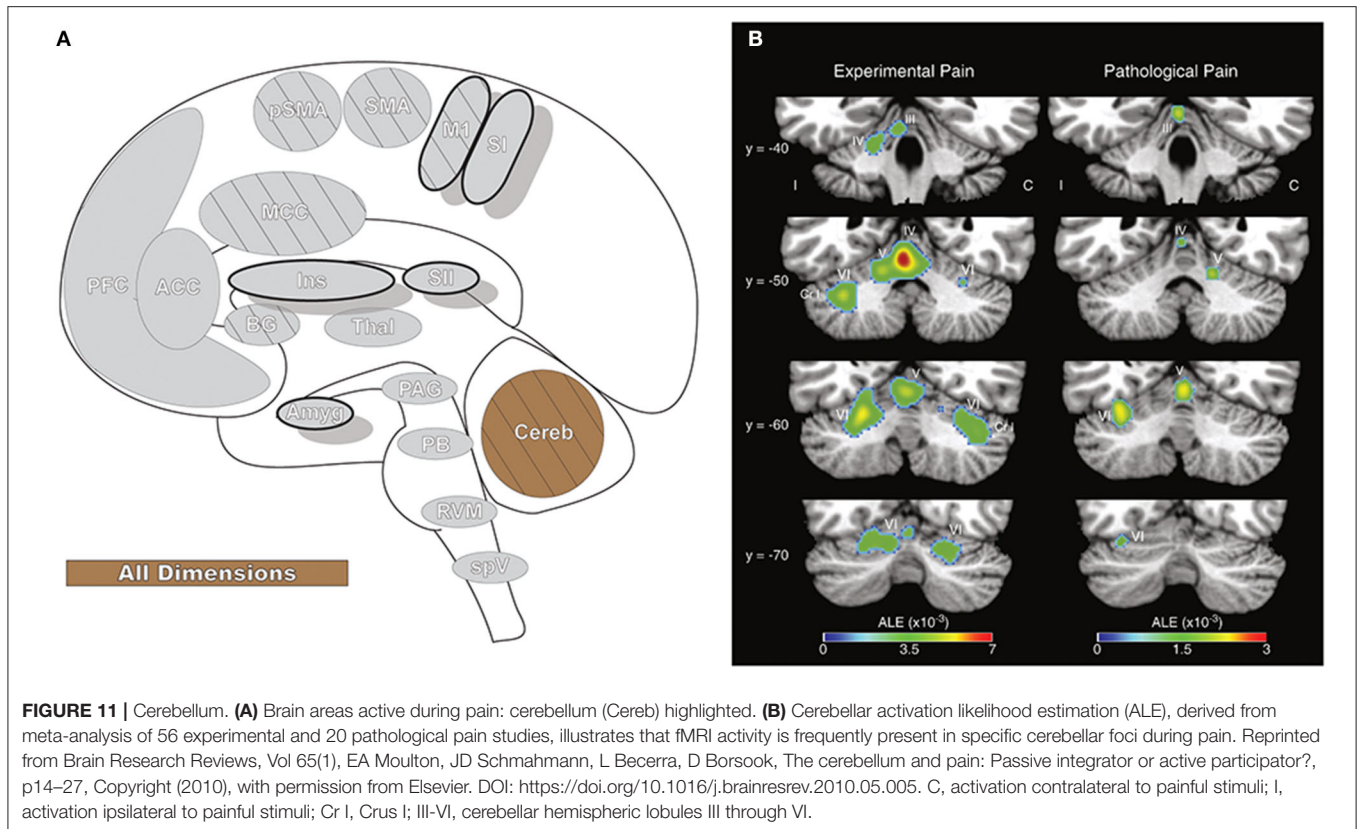 A
pSMA
SMA
M1
SI
MCC
PFC
ACC
Ins
SII
BG
Thal
PAG
Amyg
PB
Cereb
RVM
spV
All Dimensions
B
Experimental Pain
Pathological Pain
III
IV
III
y = -40
I
C
I
C
IV
V
VI
VI
Cr I
IV
V
y = -50
V
VI
VI
Cr I
V
VI
y = -60
VI
VI
VI
y = -70
ALE (x10-3)
0
3.5
7
ALE (x10-3)
0
1.5
3
FIGURE 11 | Cerebellum. (A) Brain areas active during pain: cerebellum (Cereb) highlighted. (B) Cerebellar activation likelihood estimation (ALE), derived from
meta-analysis of 56 experimental and 20 pathological pain studies, illustrates that fMRI activity is frequently present in specific cerebellar foci during pain. Reprinted
from Brain Research Reviews, Vol 65(1), EA Moulton, JD Schmahmann, L Becerra, D Borsook, The cerebellum and pain: Passive integrator or active participator?,
p14–27, Copyright (2010), with permission from Elsevier. DOI: https://doi.org/10.1016/j.brainresrev.2010.05.005. C, activation contralateral to painful stimuli; I,
activation ipsilateral to painful stimuli; Cr I, Crus I; III-VI, cerebellar hemispheric lobules III through VI.